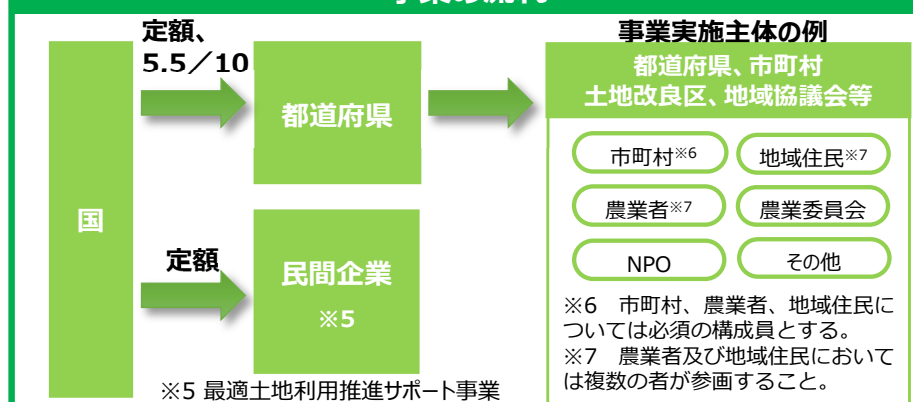 定額、
5.5／10
国
都道府県
定額
民間企業
※5
※5 最適土地利用推進サポート事業
事業実施主体の例
都道府県、市町村
土地改良区、地域協議会等
市町村※6
地域住民※7
農業者※7
農業委員会
NPO
その他
※6　市町村、農業者、地域住民に
ついては必須の構成員とする。
※7　農業者及び地域住民において
は複数の者が参画すること。